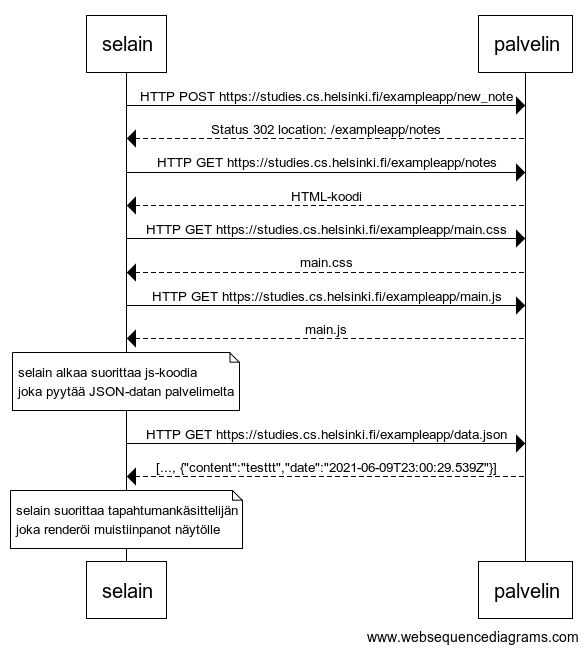 selain palvelin
HTTP POST https://studies.cs.helsinki.fi/exampleapp/new_note
Status 302 location: /exampleapp/notes
HTTP GET https://studies.cs.helsinki.fi/exampleapp/notes
HTML-koodi
HTTP GET https://studies.cs.helsinki.fi/exampleapp/main.css
main.css
HTTP GET https://studies.cs.helsinki.fi/exampleapp/main.js
main.js
selain alkaa suorittaa js-koodia
joka pyytää JSON-datan palvelimelta
HTTP GET https://studies.cs.helsinki.fi/exampleapp/data.json
[..., {"content":"testtt","date":"2021-06-09T23:00:29.539Z"}]
selain suorittaa tapahtumankäsittelijän
joka renderöi muistiinpanot näytölle
selain palvelin
www.websequencediagrams.com